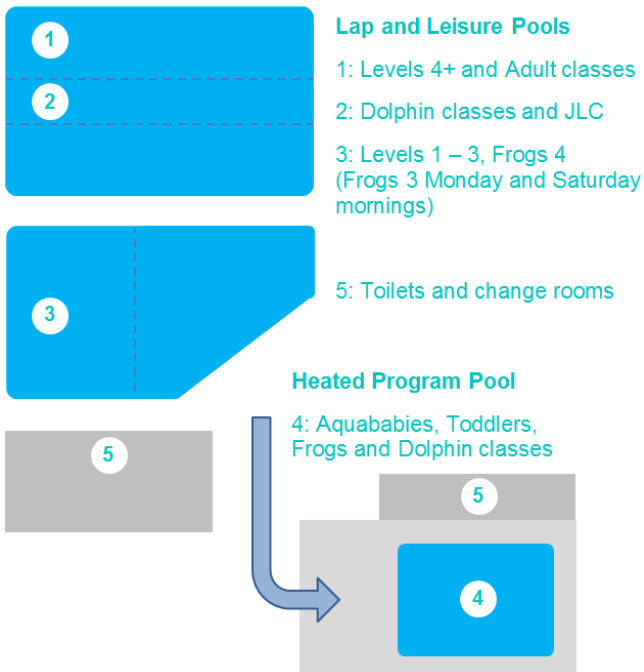 1
2
Lap and Leisure Pools
1: Levels 4+ and Adult classes
2: Dolphin classes and JLC
3: Levels 1 – 3, Frogs 4
(Frogs 3 Monday and Saturday
mornings)
3
5: Toilets and change rooms
Heated Program Pool
4: Aquababies, Toddlers,
Frogs and Dolphin classes
5
5
4